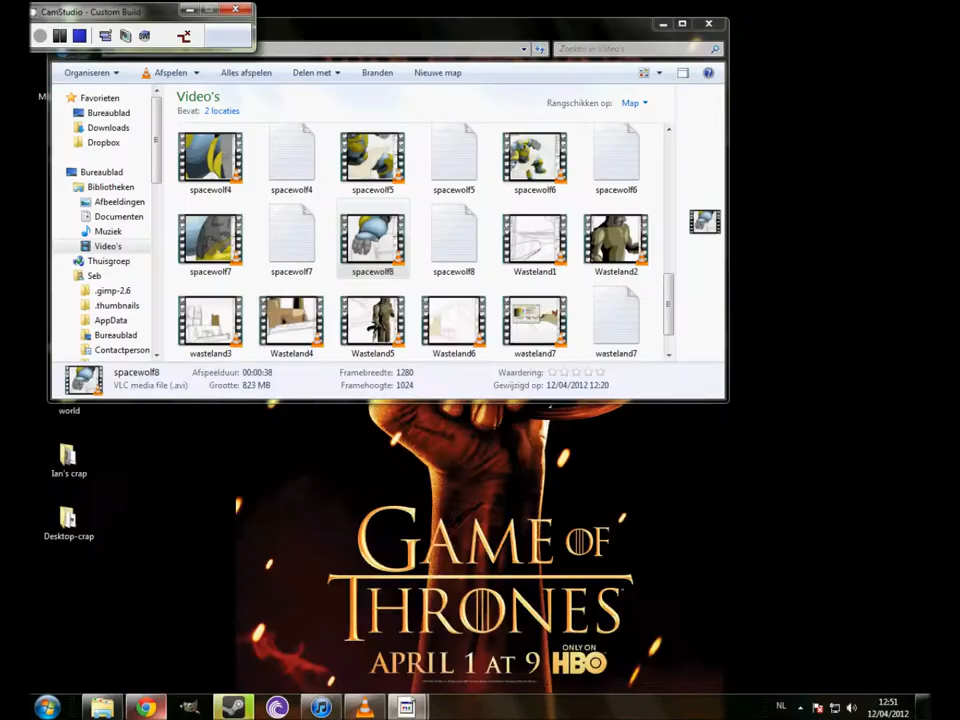 CamStudio - Custom Build
Zoeken in Video's
Organiseren
Afspelen
Alles afspelen
Delen met
Branden
Nieuwe map
Favorieten
Bureaublad
Downloads
Dropbox
Bureaublad
Bibliotheken
Afbeeldingen
Documenten
Muziek
Video's
Thuisgroep
Seb
.gimp-2.6
.thumbnails
AppData
Bureaublad
Contactperson
Video's
Bevat: 2 locaties
Rangschikken op: Map
spacewolf4
spacewolf4
spacewolf5
spacewolf5
spacewolf6
spacewolf6
spacewolf7
spacewolf7
spacewolf8
spacewolf8
Wasteland1
Wasteland2
wasteland3
Wasteland4
Wasteland5
Wasteland6
wasteland7
wasteland7
spacewolf8
VLC media file (.avi)
Afspeelduur: 00:00:38
Grootte: 823 MB
Framebreedte: 1280
Framehoogte: 1024
Waardering:
Gewijzigd op: 12/04/2012 12:20
world
Ian's crap
Desktop-crap
GAME OF
THRONES
APRIL 1 AT 9
ONLY ON
HBO
NL
12:51
12/04/2012